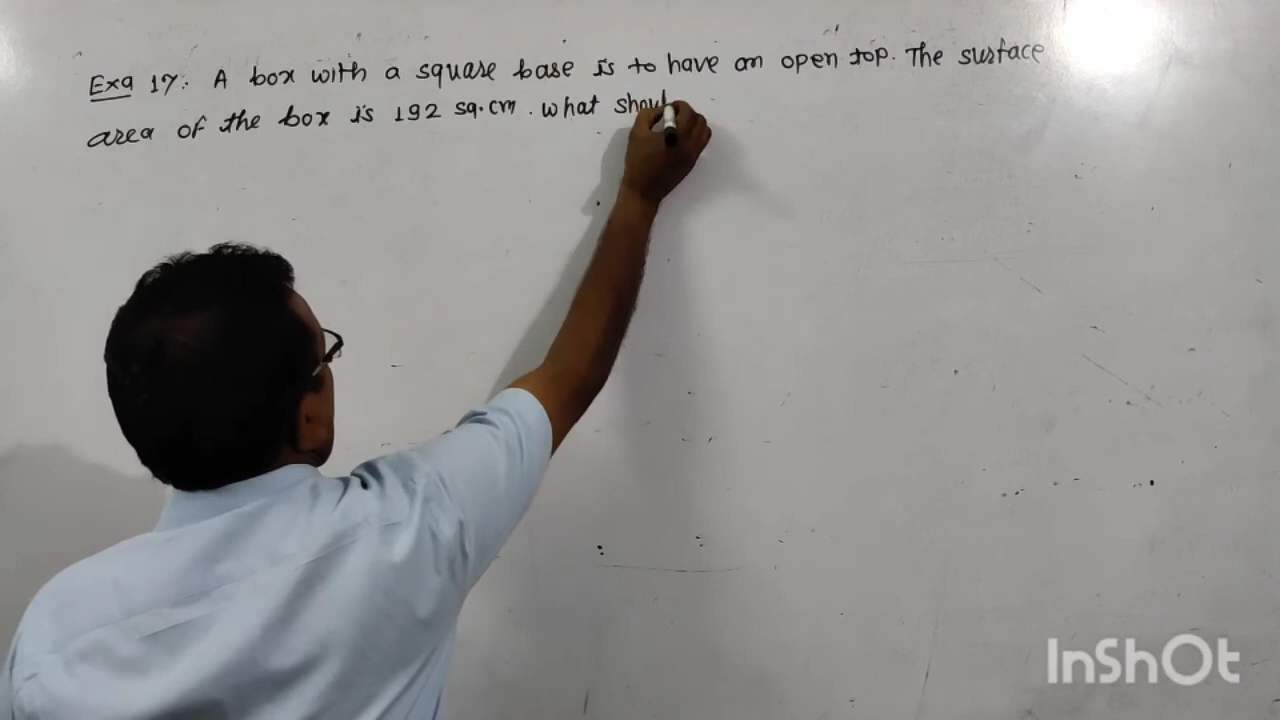 Exa 17: A box with a square base is to have an open top. The surface
area of the box is 192 sq.cm. What shoul
InShOt